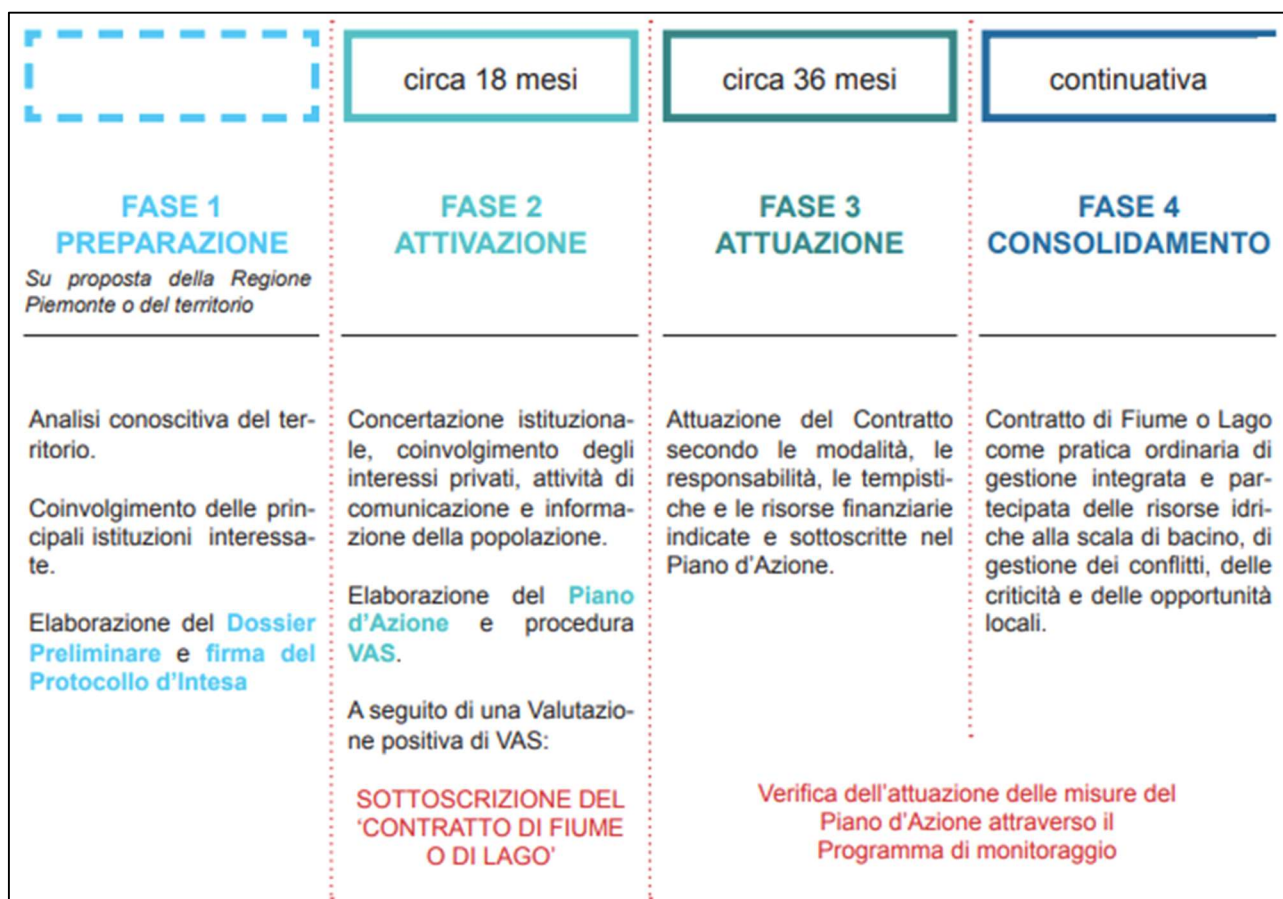 circa 18 mesi
circa 36 mesi
continuativa
FASE 1
PREPARAZIONE
Su proposta della Regione
Piemonte o del territorio
FASE 2
ATTIVAZIONE
FASE 3
ATTUAZIONE
FASE 4
CONSOLIDAMENTO
Analisi conoscitiva del ter-
ritorio.
Coinvolgimento delle prin-
cipali istituzioni interessa-
te.
Elaborazione del Dossier
Preliminare e firma del
Protocollo d'Intesa
Concertazione istituziona-
le, coinvolgimento degli
interessi privati, attività di
comunicazione e informa-
zione della popolazione.
Elaborazione del Piano
d'Azione e procedura
VAS.
A seguito di una Valutazio-
ne positiva di VAS:
SOTTOSCRIZIONE DEL
'CONTRATTO DI FIUME
O DI LAGO'
Attuazione del Contratto
secondo le modalità, le
responsabilità, le tempisti-
che e le risorse finanziarie
indicate e sottoscritte nel
Piano d'Azione.
Contratto di Fiume o Lago
come pratica ordinaria di
gestione integrata e par-
tecipata delle risorse idri-
che alla scala di bacino, di
gestione dei conflitti, delle
criticità e delle opportunità
locali.
Verifica dell'attuazione delle misure del
Piano d'Azione attraverso il
Programma di monitoraggio